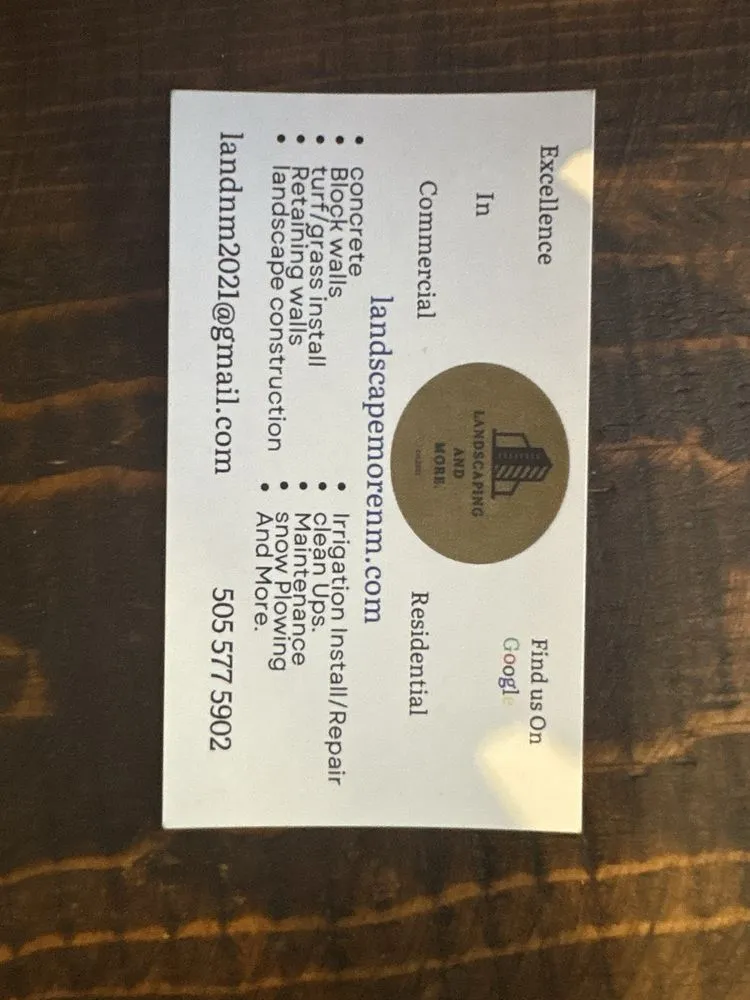 Excellence
In
Commercial
LANDSCAPING
AND
MORE.
Find us On
Google
Residential
landscapemorenm.com
• concrete
• Block walls
• turf/grass install
• Retaining walls
• landscape construction
• Irrigation Install/Repair
• clean Ups.
• Maintenance
• snow Plowing
• And More.
landnm2021@gmail.com
505 577 5902